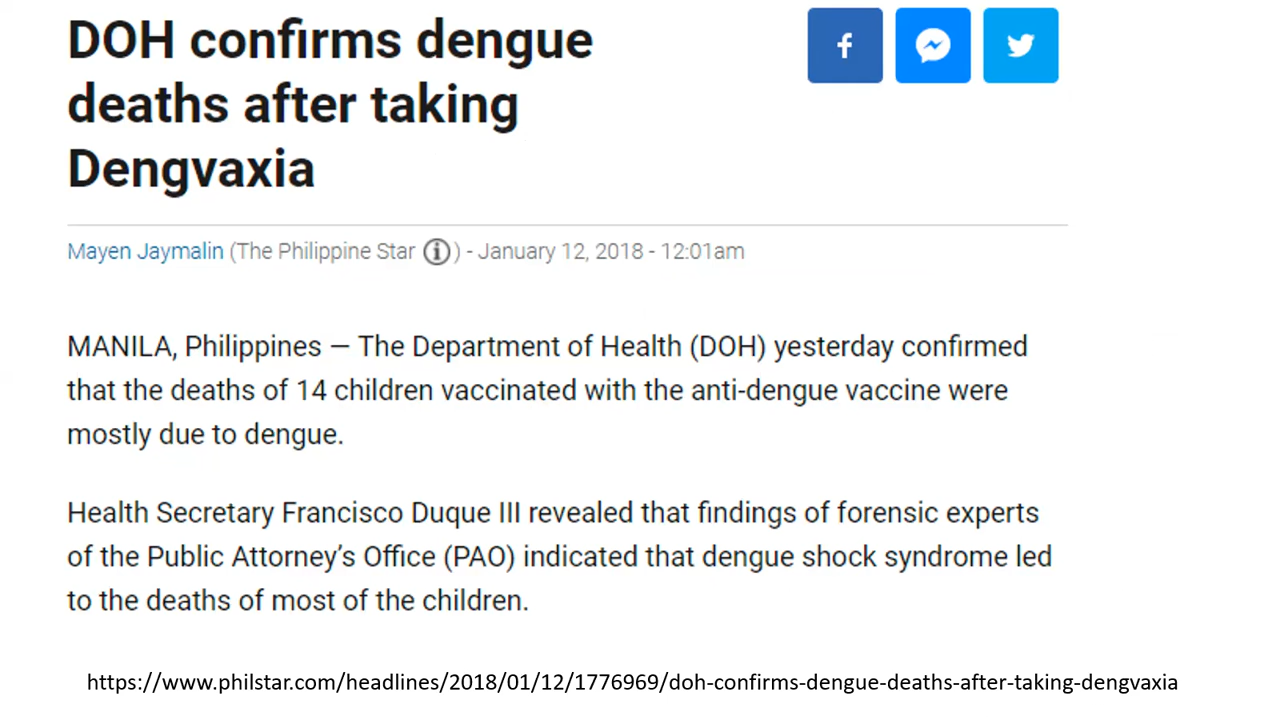 DOH confirms dengue
deaths after taking
Dengvaxia
Mayen Jaymalin (The Philippine Star ) - January 12, 2018 - 12:01am
MANILA, Philippines — The Department of Health (DOH) yesterday confirmed
that the deaths of 14 children vaccinated with the anti-dengue vaccine were
mostly due to dengue.
Health Secretary Francisco Duque III revealed that findings of forensic experts
of the Public Attorney’s Office (PAO) indicated that dengue shock syndrome led
to the deaths of most of the children.
https://www.philstar.com/headlines/2018/01/12/1776969/doh-confirms-dengue-deaths-after-taking-dengvaxia